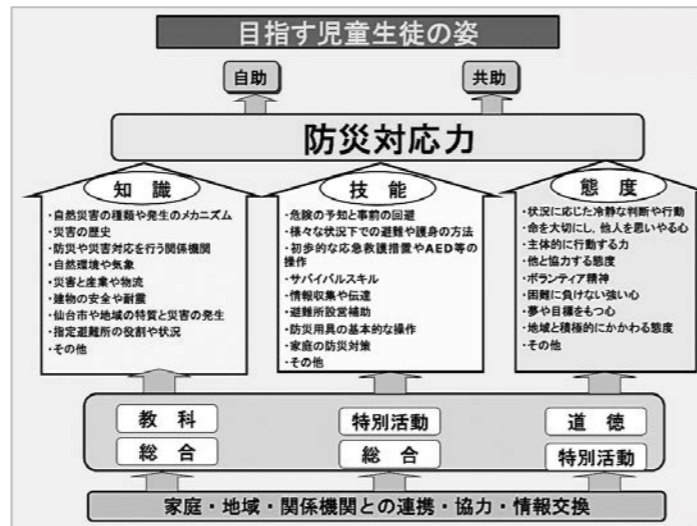 目指す児童生徒の姿
自助
共助
防災対応力
知 識
・自然災害の種類や発生のメカニズム
・災害の歴史
・防災や災害対応を行う関係機関
・自然環境や気象
・災害と産業や物流
・建物の安全や耐震
・仙台市や地域の特質と災害の発生
・指定避難所の役割や状況
・その他
技 能
・危険の予知と事前の回避
・様々な状況下での避難や護身の方法
・初歩的な応急救護措置やAED等の
操作
・サバイバルスキル
・情報収集や伝達
・避難所設営補助
・防災用具の基本的な操作
・家庭の防災対策
・その他
態 度
・状況に応じた冷静な判断や行動
・命を大切にし，他人を思いやる心
・主体的に行動する力
・他と協力する態度
・ボランティア精神
・困難に負けない強い心
・夢や目標をもつ心
・地域と積極的にかかわる態度
・その他
教 科
総 合
特別活動
総 合
道 徳
特別活動
家庭・地域・関係機関との連携・協力・情報交換